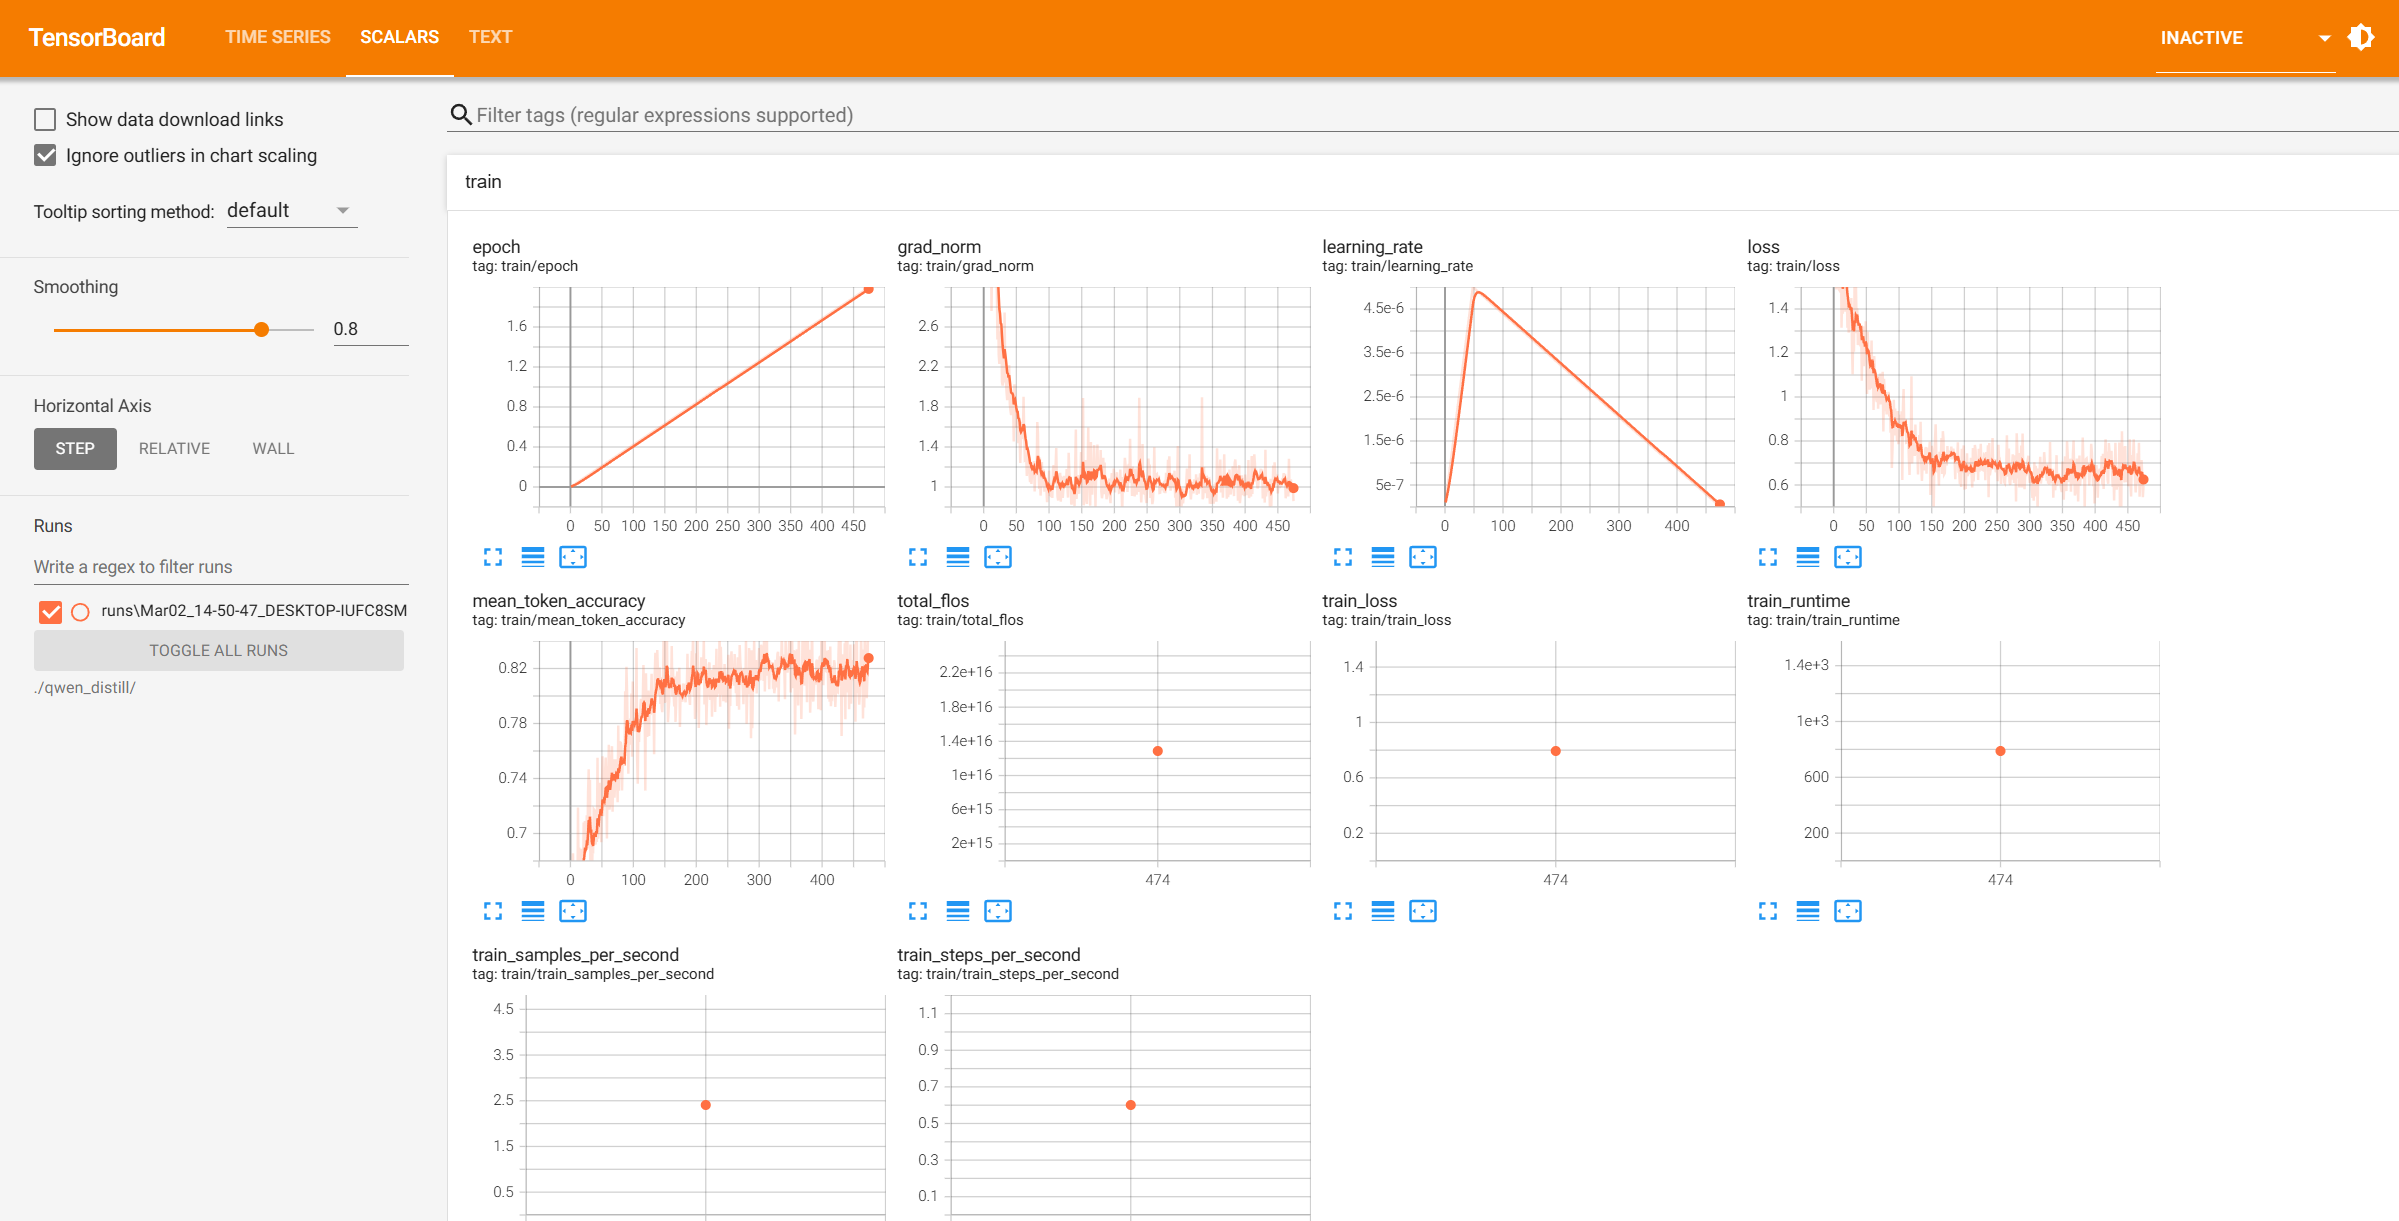 TensorBoard TIME SERIES SCALARS TEXT INACTIVE
Show data download links
Ignore outliers in chart scaling
Tooltip sorting method: default
Smoothing
0.8
Horizontal Axis
STEP RELATIVE WALL
Runs
Write a regex to filter runs
runs\Mar02_14-50-47_DESKTOP-IUFC8SM
TOGGLE ALL RUNS
./qwen_distill/
Filter tags (regular expressions supported)
train
epoch
tag: train/epoch
1.6
1.2
0.8
0.4
0
0 50 100 150 200 250 300 350 400 450
grad_norm
tag: train/grad_norm
2.6
2.2
1.8
1.4
1
0 50 100 150 200 250 300 350 400 450
learning_rate
tag: train/learning_rate
4.5e-6
3.5e-6
2.5e-6
1.5e-6
5e-7
0 100 200 300 400
loss
tag: train/loss
1.4
1.2
1
0.8
0.6
0 50 100 150 200 250 300 350 400 450
mean_token_accuracy
tag: train/mean_token_accuracy
0.82
0.78
0.74
0.7
0 100 200 300 400
total_flos
tag: train/total_flos
2.2e+16
1.8e+16
1.4e+16
1e+16
6e+15
2e+15
474
train_loss
tag: train/train_loss
1.4
1
0.6
0.2
474
train_runtime
tag: train/train_runtime
1.4e+3
1e+3
600
200
474
train_samples_per_second
tag: train/train_samples_per_second
4.5
3.5
2.5
1.5
0.5
train_steps_per_second
tag: train/train_steps_per_second
1.1
0.9
0.7
0.5
0.3
0.1